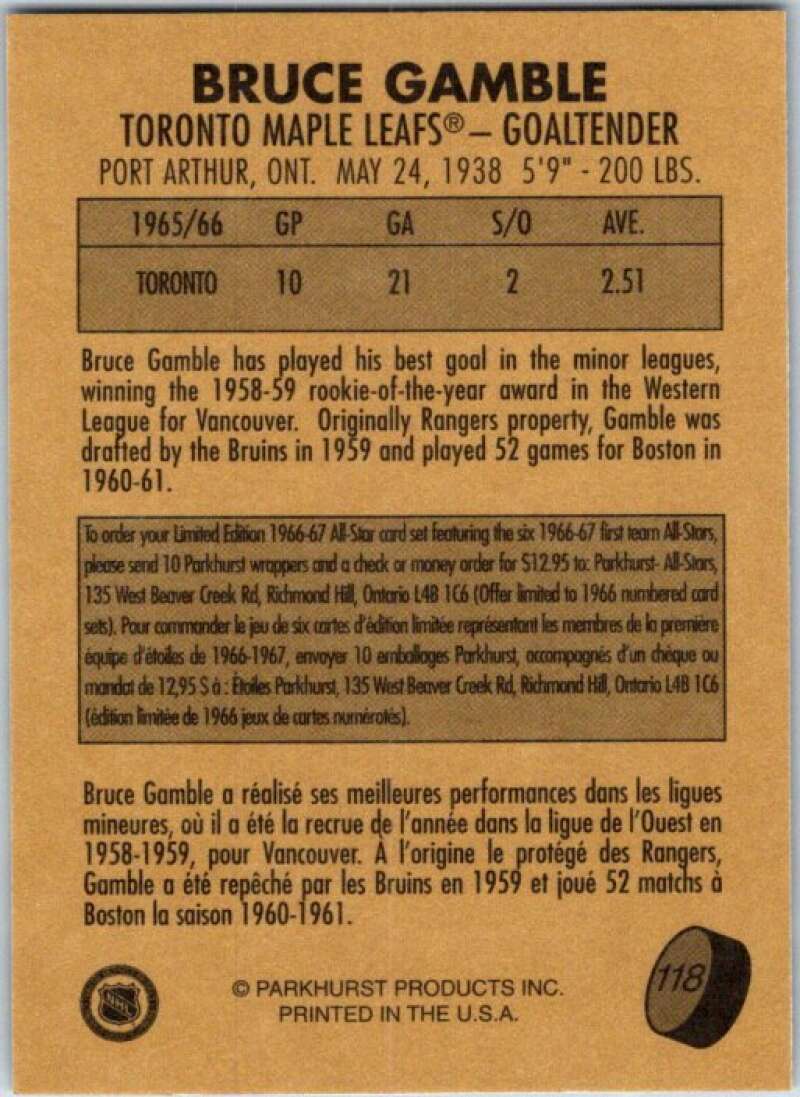 BRUCE GAMBLE
TORONTO MAPLE LEAFS® – GOALTENDER
PORT ARTHUR, ONT. MAY 24, 1938 5'9" - 200 LBS.
1965/66 GP GA S/O AVE.
TORONTO 10 21 2 2.51
Bruce Gamble has played his best goal in the minor leagues,
winning the 1958-59 rookie-of-the-year award in the Western
League for Vancouver. Originally Rangers property, Gamble was
drafted by the Bruins in 1959 and played 52 games for Boston in
1960-61.
To order your Limited Edition 1966-67 All-Star card set featuring the six 1966-67 first team All-Stars,
please send 10 Parkhurst wrappers and a check or money order for $12.95 to: Parkhurst- All-Stars,
135 West Beaver Creek Rd, Richmond Hill, Ontario L4B 1C6 (Offer limited to 1966 numbered card
sets). Pour commander le jeu de six cartes d'édition limitée représentant les membres de la première
équipe d'étoiles de 1966-1967, envoyer 10 emballages Parkhurst, accompagnés d'un chèque ou
mandat de 12,95 $ à : Étoiles Parkhurst, 135 West Beaver Creek Rd, Richmond Hill, Ontario L4B 1C6
(édition limitée de 1966 jeux de cartes numérotés).
Bruce Gamble a réalisé ses meilleures performances dans les ligues
mineures, où il a été la recrue de l'année dans la ligue de l'Ouest en
1958-1959, pour Vancouver. À l'origine le protégé des Rangers,
Gamble a été repêché par les Bruins en 1959 et joué 52 matchs à
Boston la saison 1960-1961.
118
NHL
© PARKHURST PRODUCTS INC.
PRINTED IN THE U.S.A.